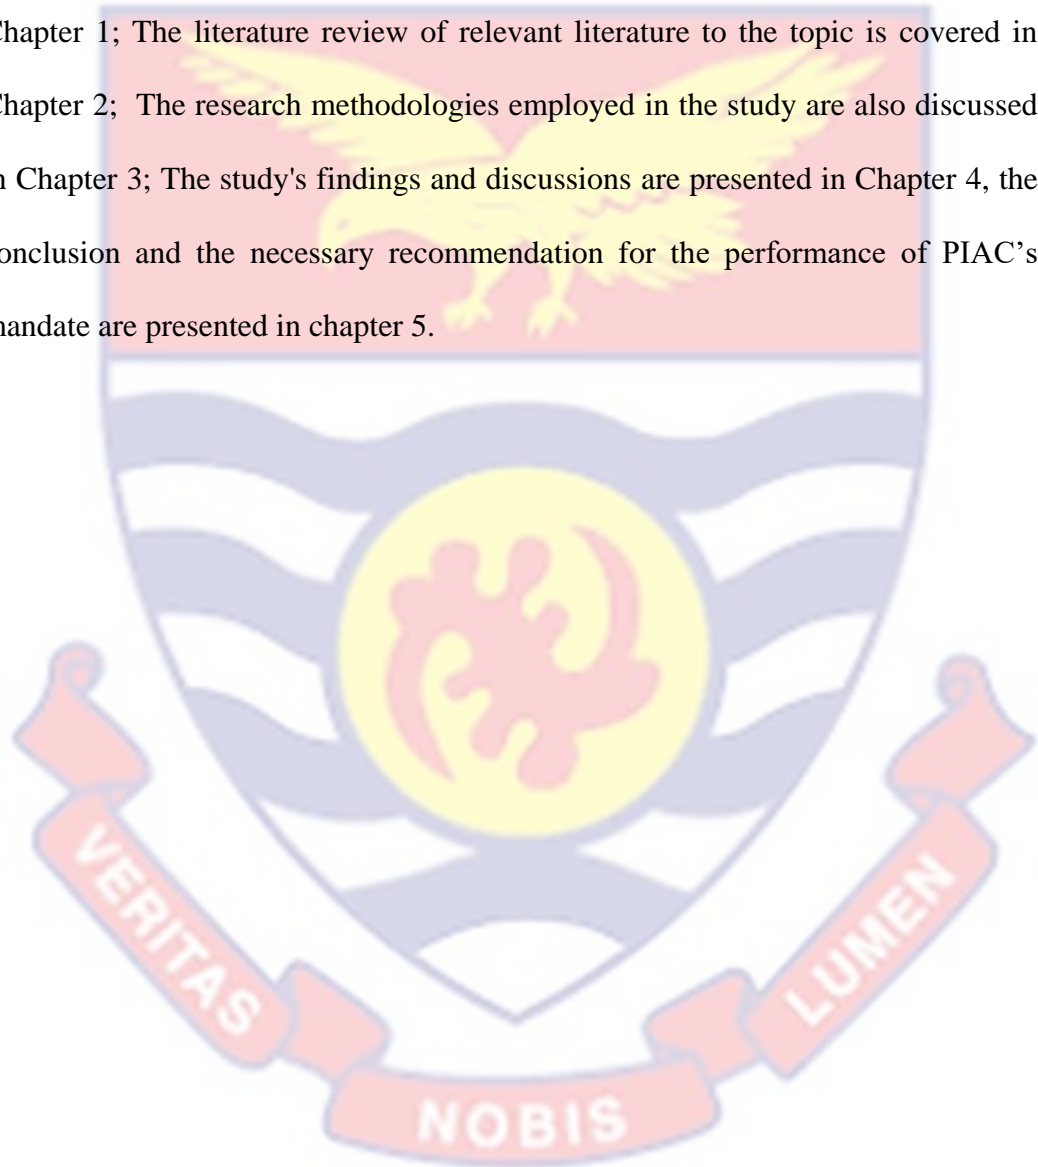 Chapter 1; The literature review of relevant literature to the topic is covered in
Chapter 2; The research methodologies employed in the study are also discussed
n Chapter 3; The study's findings and discussions are presented in Chapter 4, the
conclusion and the necessary recommendation for the performance of PIAC’s
mandate are presented in chapter 5.
VERITAS
NOBIS
LUMEN